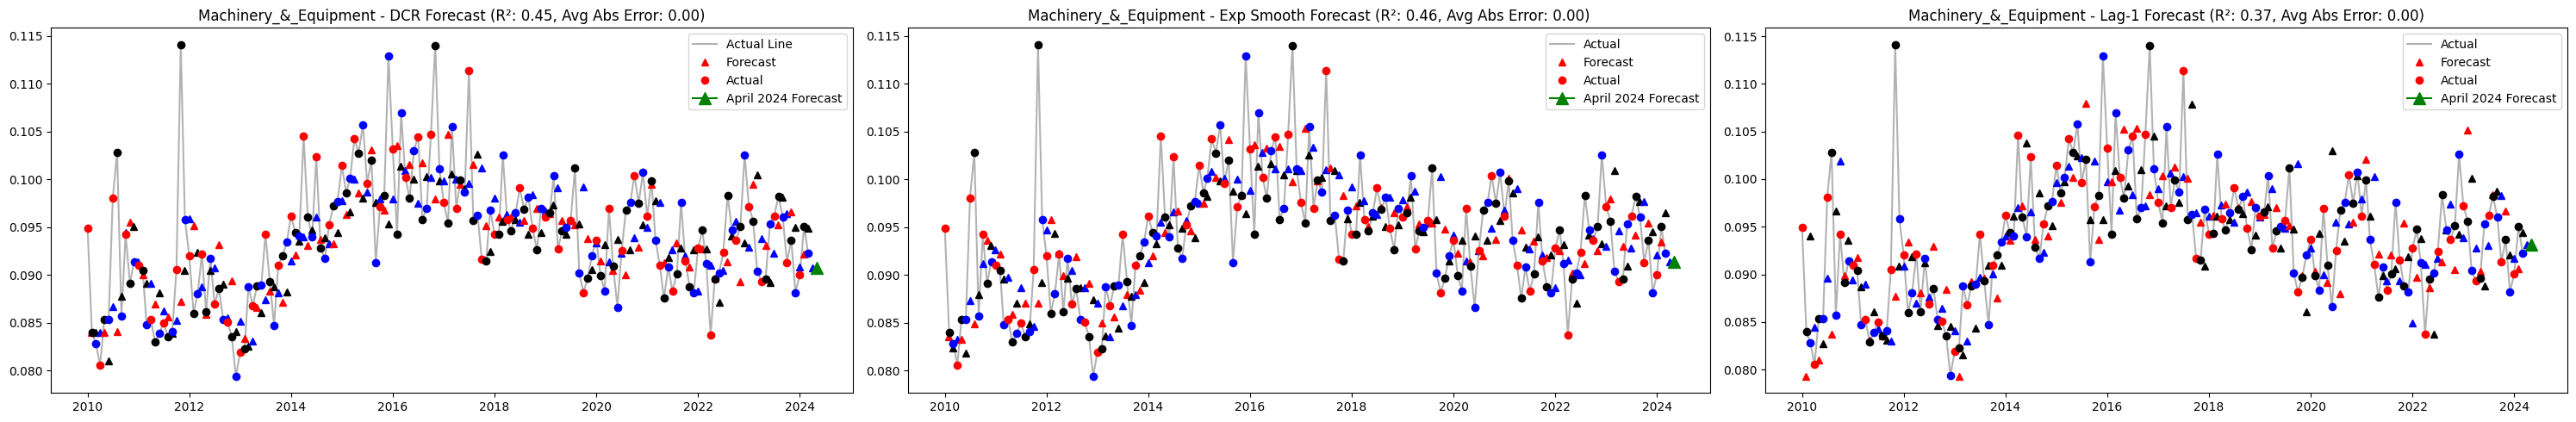 Machinery_&_Equipment - DCR Forecast (R²: 0.45, Avg Abs Error: 0.00)
0.115
0.110
0.105
0.100
0.095
0.090
0.085
0.080
2010 2012 2014 2016 2018 2020 2022 2024
Actual Line
Forecast
Actual
April 2024 Forecast
Machinery_&_Equipment - Exp Smooth Forecast (R²: 0.46, Avg Abs Error: 0.00)
0.115
0.110
0.105
0.100
0.095
0.090
0.085
0.080
2010 2012 2014 2016 2018 2020 2022 2024
Actual
Forecast
Actual
April 2024 Forecast
Machinery_&_Equipment - Lag-1 Forecast (R²: 0.37, Avg Abs Error: 0.00)
0.115
0.110
0.105
0.100
0.095
0.090
0.085
0.080
2010 2012 2014 2016 2018 2020 2022 2024
Actual
Forecast
Actual
April 2024 Forecast